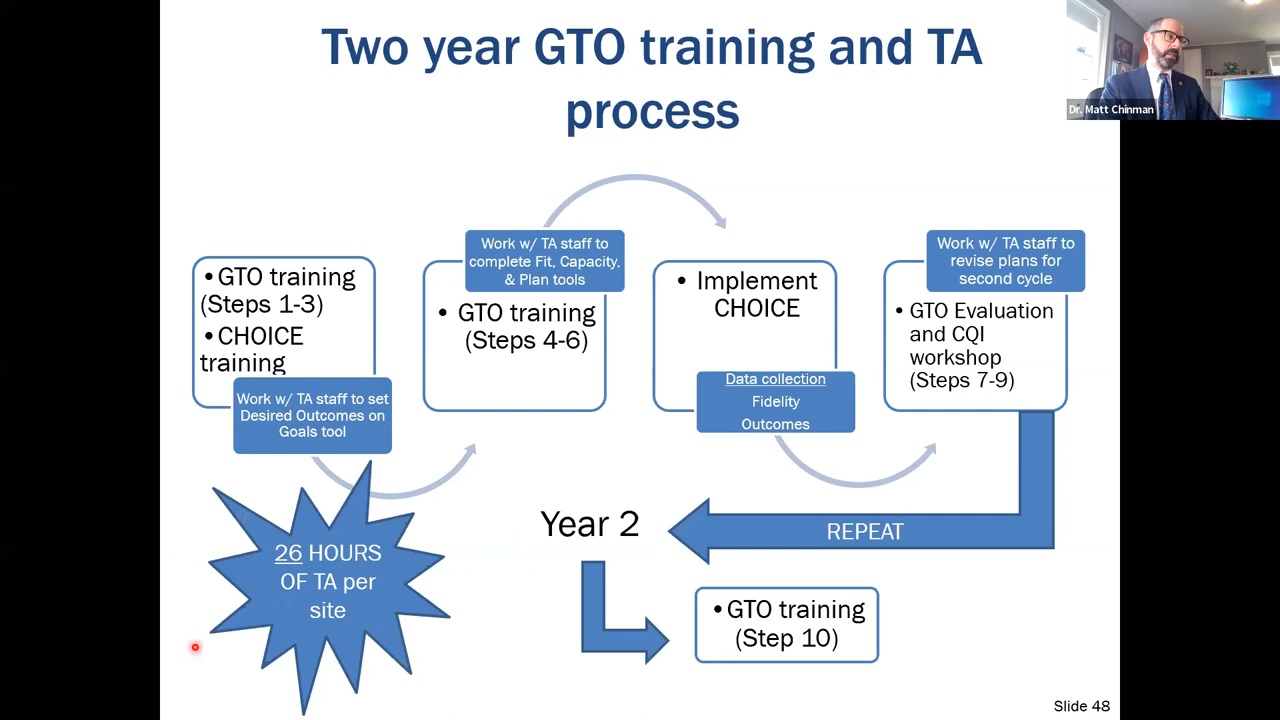 Two year GTO training and TA
process
Dr. Matt Chinman
•GTO training
(Steps 1-3)
•CHOICE
training
Work w/ TA staff to set
Desired Outcomes on
Goals tool
Work w/ TA staff to
complete Fit, Capacity,
& Plan tools
• GTO training
(Steps 4-6)
• Implement
CHOICE
Data collection
Fidelity
Outcomes
Work w/ TA staff to
revise plans for
second cycle
• GTO Evaluation
and CQI
workshop
(Steps 7-9)
REPEAT
Year 2
•GTO training
(Step 10)
26 HOURS
OF TA per
site
Slide 48